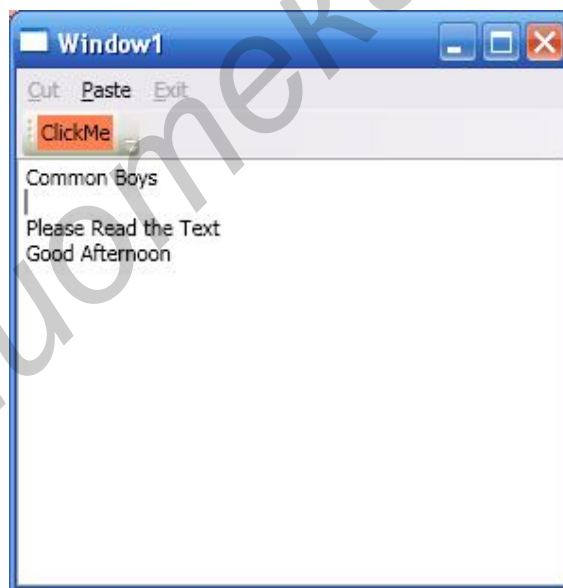 Window1
Cut Paste Exit
ClickMe
Common Boys
Please Read the Text
Good Afternoon